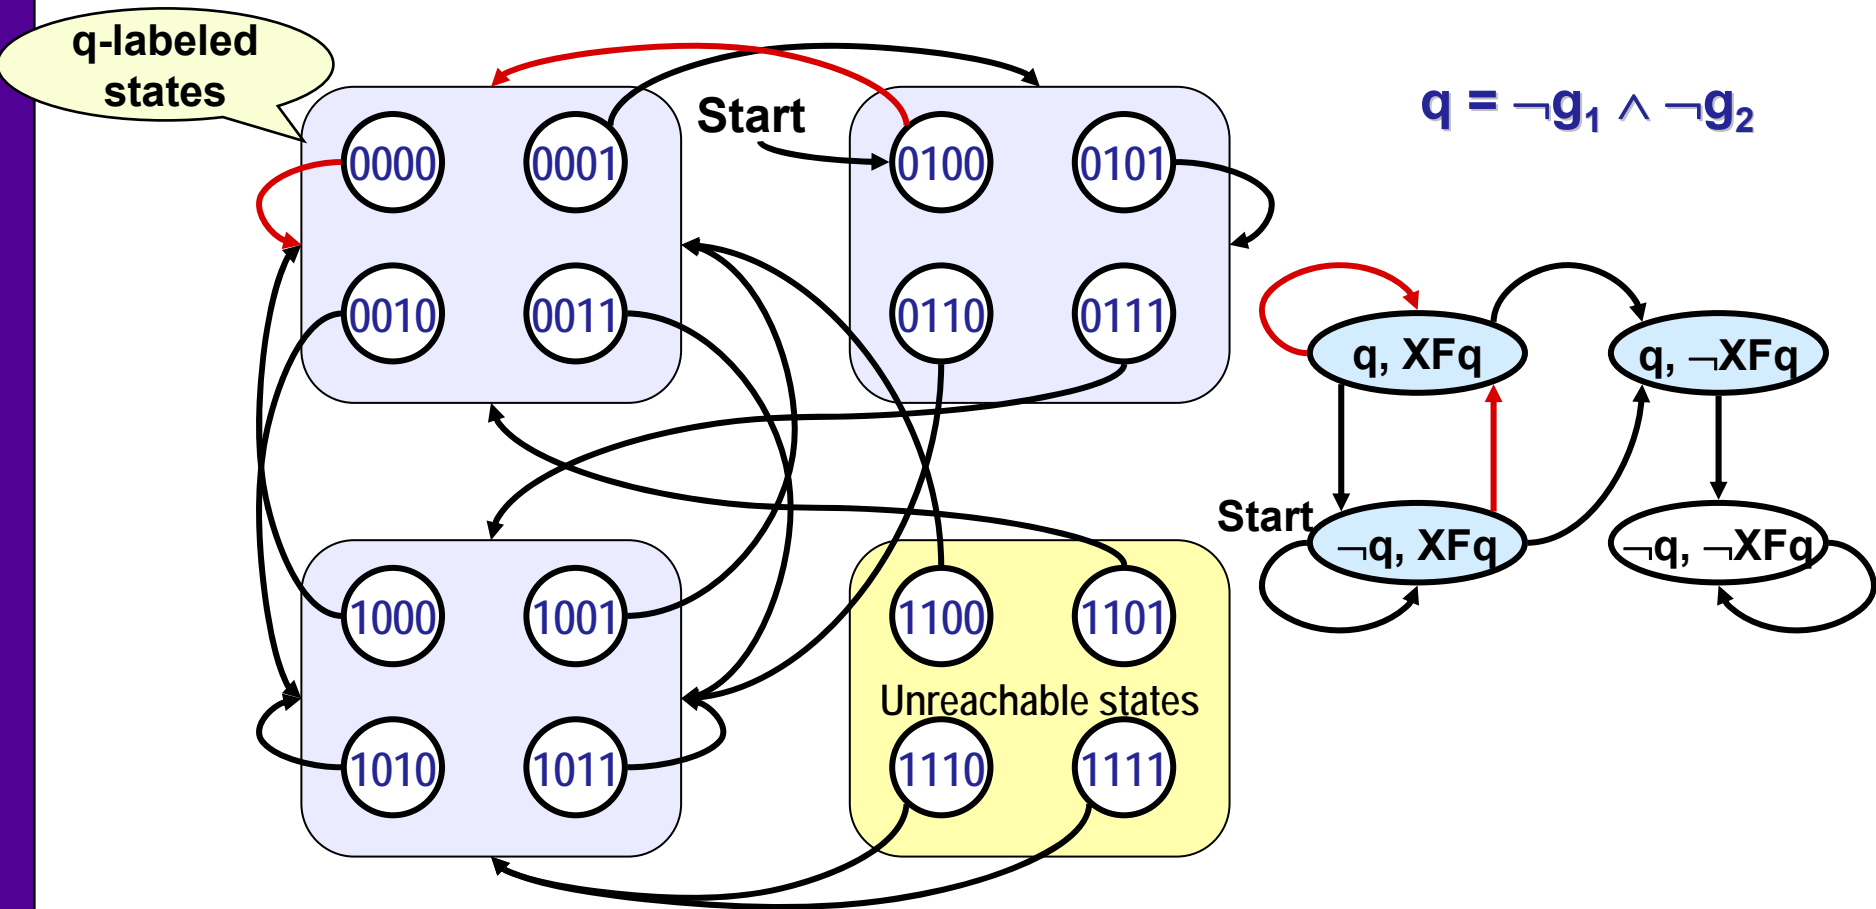 q-labeled
states
Start
q = ¬g₁ ∧ ¬g₂
0000
0001
0100
0101
0010
0011
0110
0111
q, XFq
q, ¬XFq
Start
¬q, XFq
¬q, ¬XFq
1000
1001
1100
1101
Unreachable states
1010
1011
1110
1111